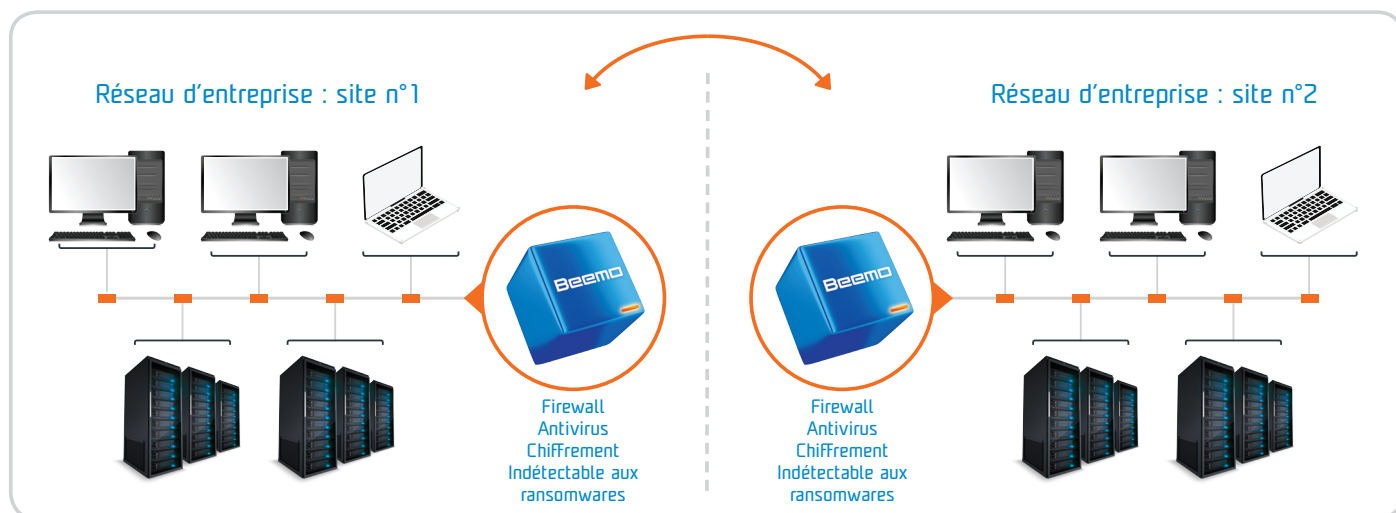 Réseau d'entreprise : site n°1
Réseau d'entreprise : site n°2
Beemo
Beemo
Firewall
Antivirus
Chiffrement
Indétectable aux
ransomwares
Firewall
Antivirus
Chiffrement
Indétectable aux
ransomwares